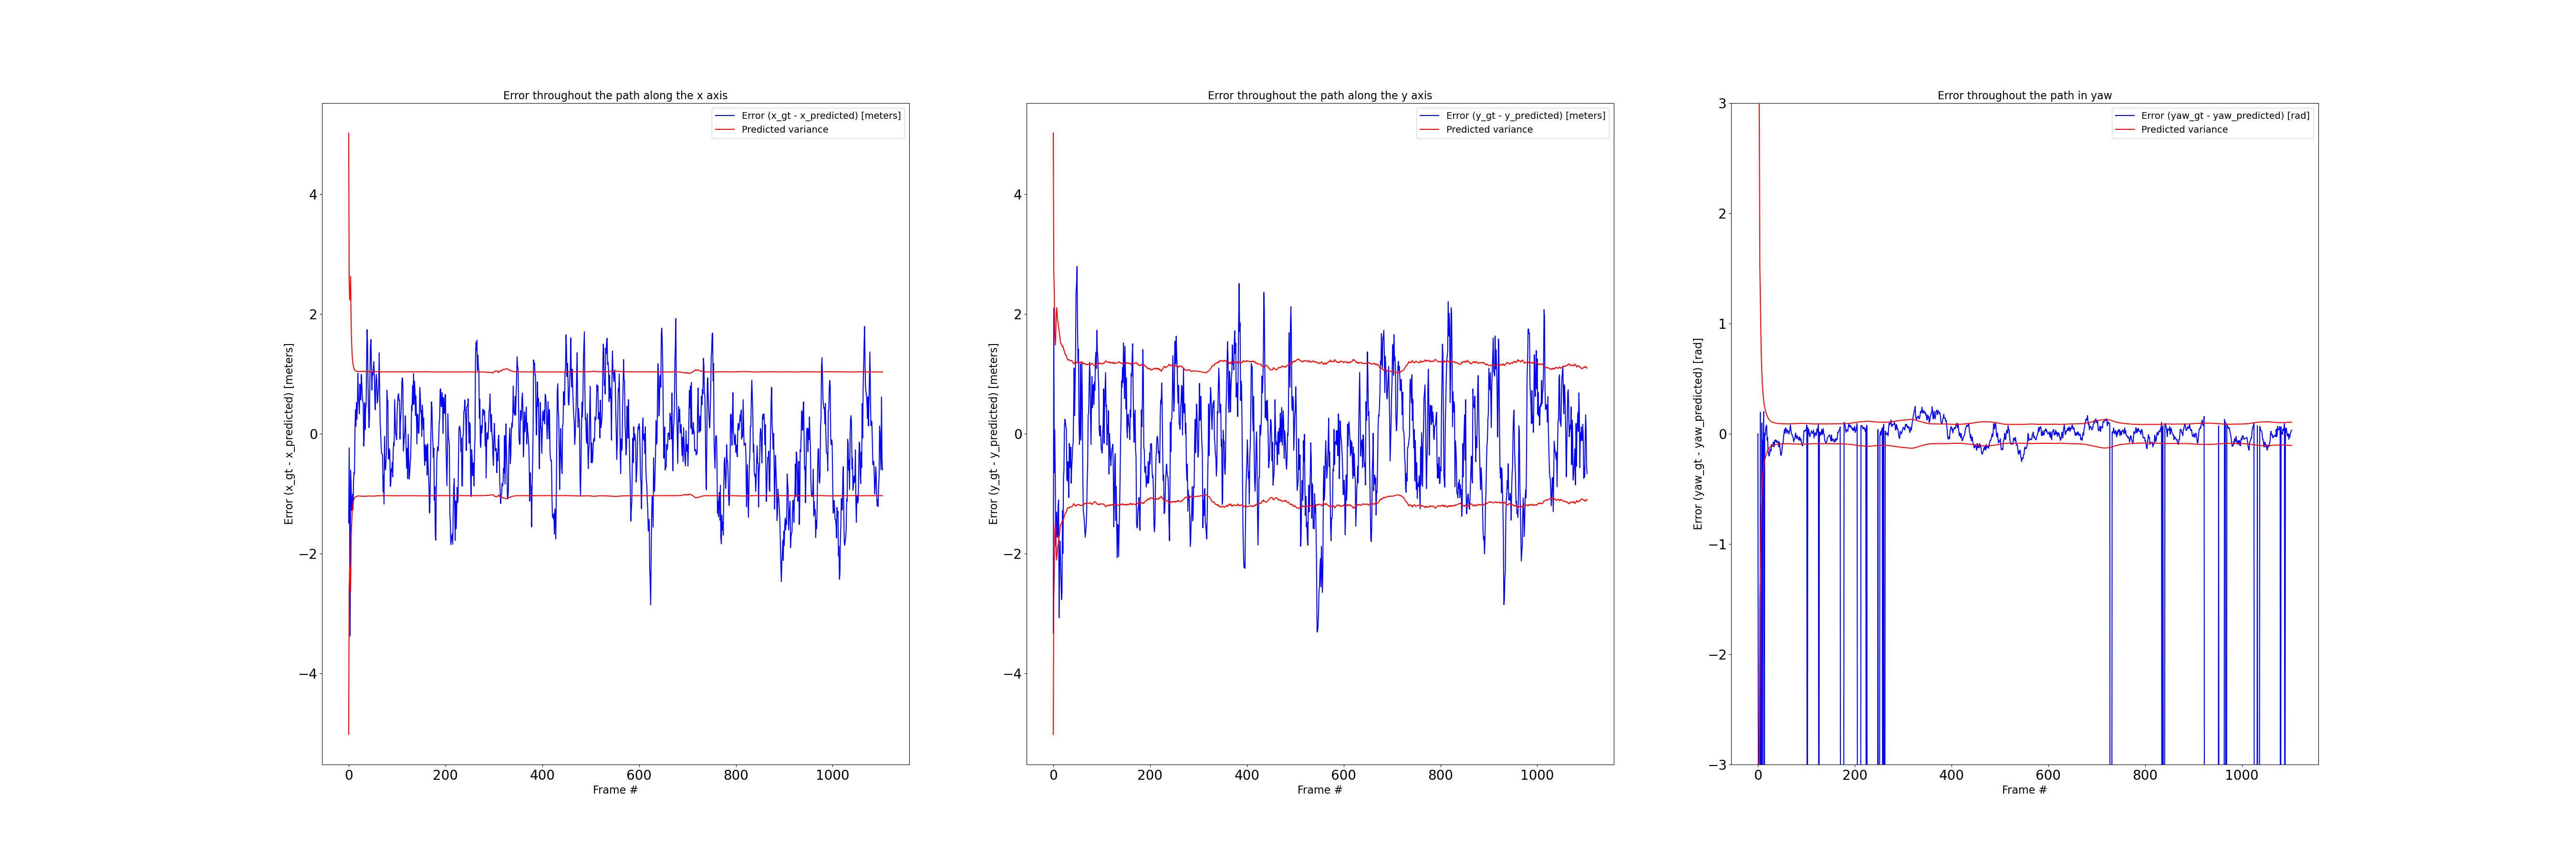 Error throughout the path along the x axis
Error (x_gt - x_predicted) [meters]
Predicted variance
4
2
0
−2
−4
Error (x_gt - x_predicted) [meters]
0 200 400 600 800 1000
Frame #
Error throughout the path along the y axis
Error (y_gt - y_predicted) [meters]
Predicted variance
4
2
0
−2
−4
Error (y_gt - y_predicted) [meters]
0 200 400 600 800 1000
Frame #
Error throughout the path in yaw
Error (yaw_gt - yaw_predicted) [rad]
Predicted variance
3
2
1
0
−1
−2
−3
Error (yaw_gt - yaw_predicted) [rad]
0 200 400 600 800 1000
Frame #